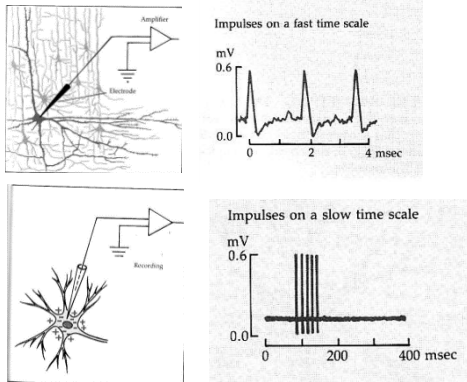 Amplifier
Electrode
Impulses on a fast time scale
mV
0.6
0.0
0 2 4 msec
Recording
+ + + + + + +
- - - -
Impulses on a slow time scale
mV
0.6
0.0
0 200 400 msec